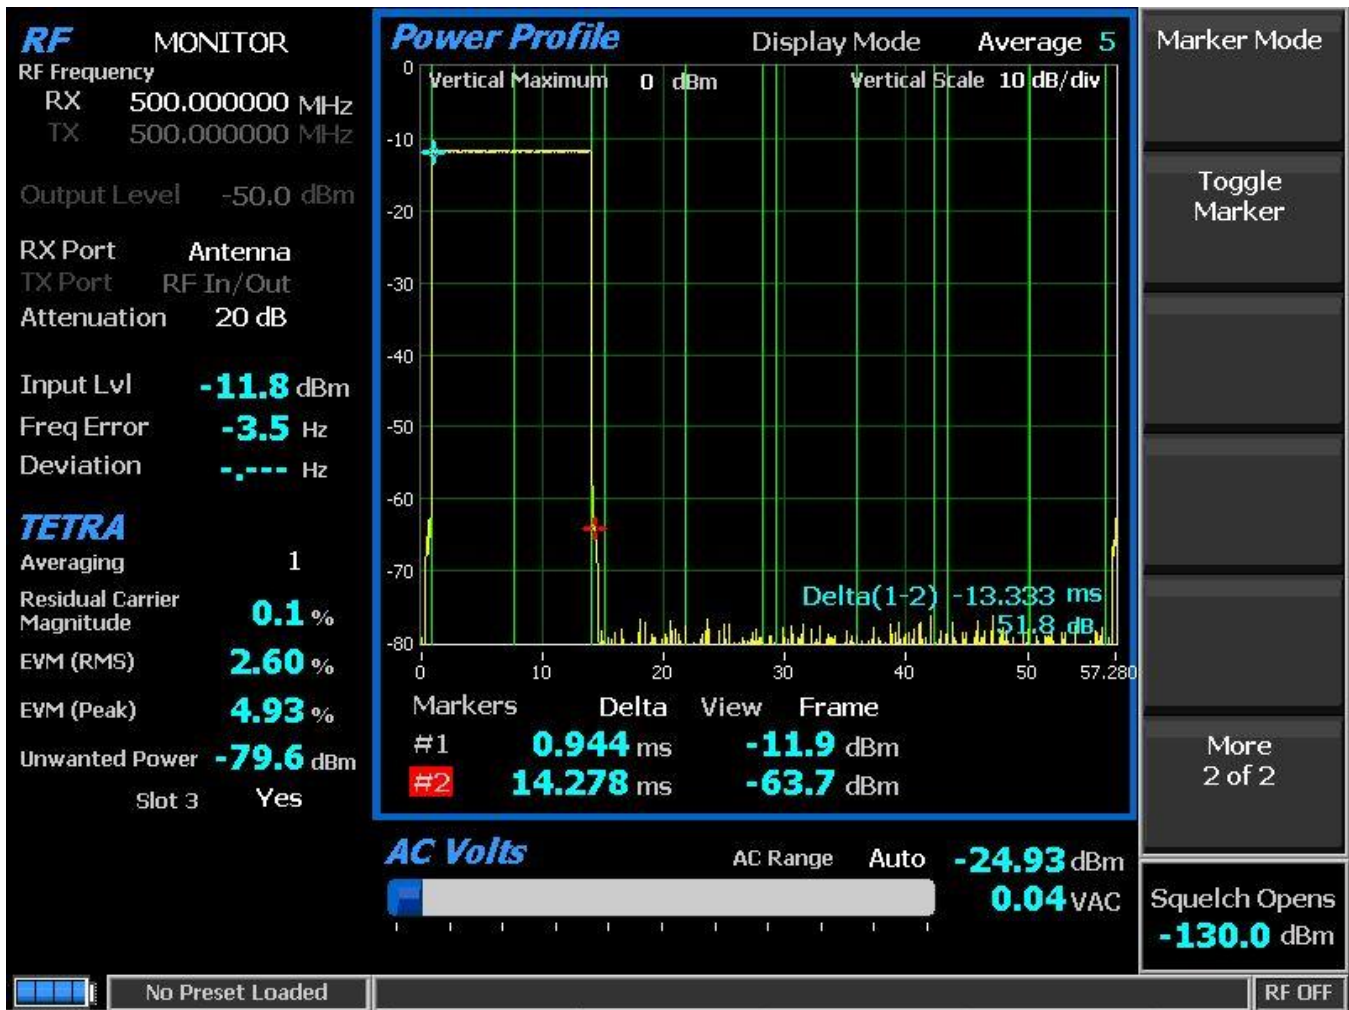 RF MONITOR
RF Frequency
RX 500.000000 MHz
TX 500.000000 MHz
Output Level -50.0 dBm
RX Port Antenna
TX Port RF In/Out
Attenuation 20 dB
Input Lvl -11.8 dBm
Freq Error -3.5 Hz
Deviation -.--- Hz
TETRA
Averaging 1
Residual Carrier
Magnitude 0.1 %
EVM (RMS) 2.60 %
EVM (Peak) 4.93 %
Unwanted Power -79.6 dBm
Slot 3 Yes
Power Profile Display Mode Average 5
Vertical Maximum 0 dBm Vertical Scale 10 dB/div
0
-10
-20
-30
-40
-50
-60
-70
-80
Delta(1-2) -13.333 ms
51.8 dB
0 10 20 30 40 50 57.280
Markers Delta View Frame
#1 0.944 ms -11.9 dBm
#2 14.278 ms -63.7 dBm
AC Volts AC Range Auto -24.93 dBm
0.04 VAC
Marker Mode
Toggle
Marker
More
2 of 2
Squelch Opens
-130.0 dBm
No Preset Loaded
RF OFF